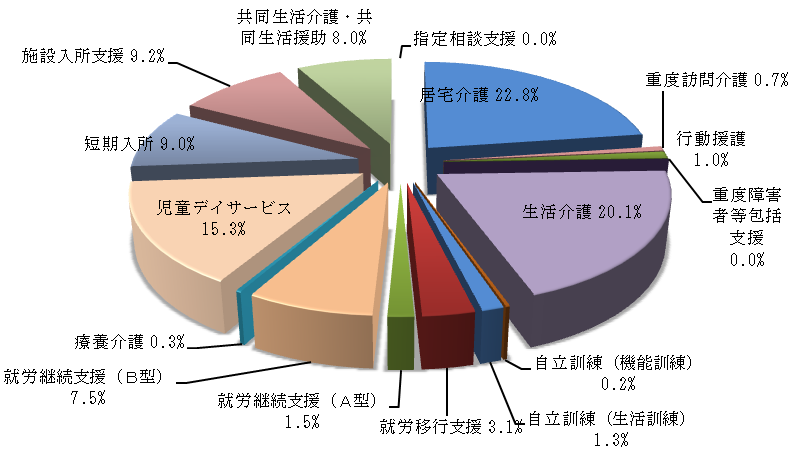 共同生活介護・共
同生活援助 8.0%
指定相談支援 0.0%
施設入所支援 9.2%
居宅介護 22.8%
重度訪問介護 0.7%
短期入所 9.0%
行動援護
1.0%
児童デイサービス
15.3%
生活介護 20.1%
重度障害
者等包括
支援
0.0%
療養介護 0.3%
自立訓練（機能訓練）
0.2%
就労継続支援（Ｂ型）
7.5%
就労継続支援（Ａ型）
1.5%
就労移行支援 3.1%
自立訓練（生活訓練）
1.3%